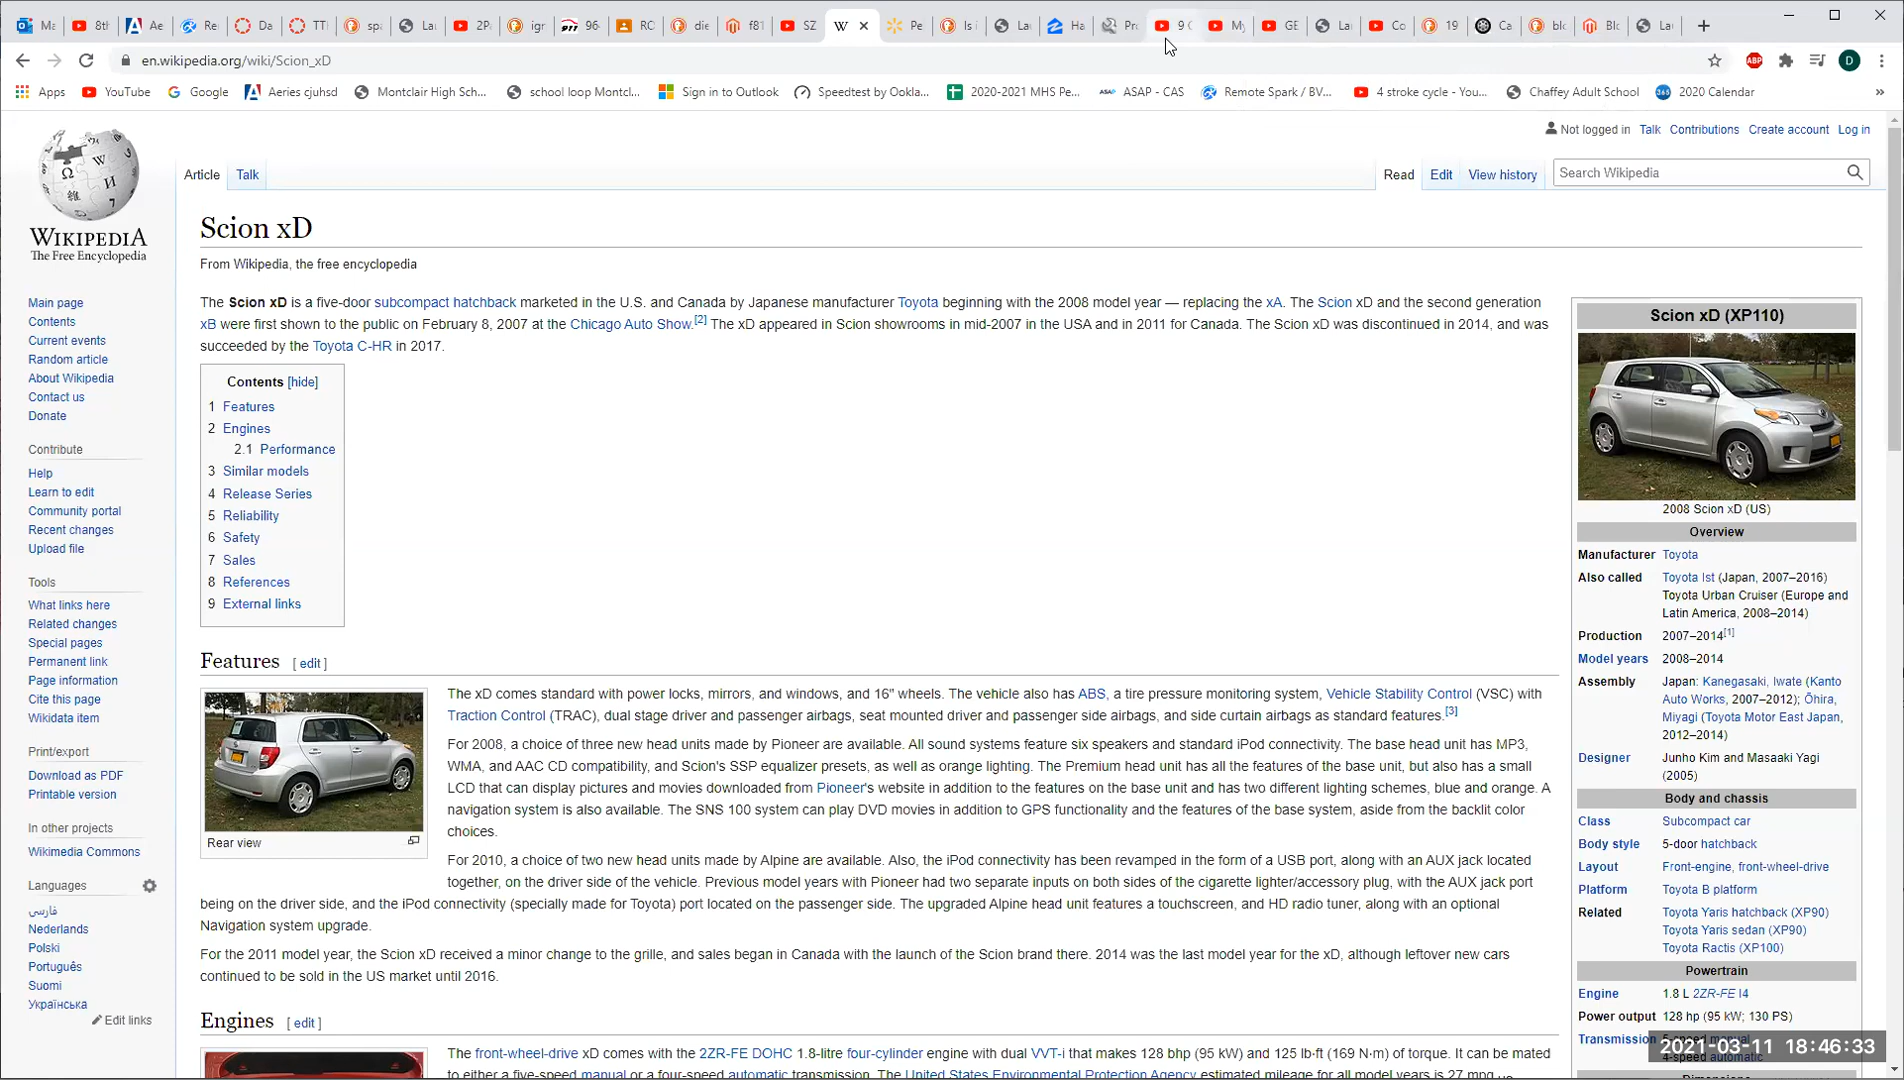 Ma
8th
Ae
Re
Da
TTI
spa
Lau
2PA
igr
96
RO
die
f81
SZ
Pe
Is i
La
Ha
Pro
9 C
My
GE
Lau
Co
19
Ca
blo
Blo
Lau
en.wikipedia.org/wiki/Scion_xD
ABP
D
Apps
YouTube
Google
Aeries cjuhsd
Montclair High Sch...
school loop Montcl...
Sign in to Outlook
Speedtest by Ookla...
2020-2021 MHS Pe...
ASAP - CAS
Remote Spark / BV...
4 stroke cycle - You...
Chaffey Adult School
2020 Calendar
Not logged in Talk Contributions Create account Log in
Article Talk
Read Edit View history
Search Wikipedia
WIKIPEDIA
The Free Encyclopedia
Main page
Contents
Current events
Random article
About Wikipedia
Contact us
Donate
Contribute
Help
Learn to edit
Community portal
Recent changes
Upload file
Tools
What links here
Related changes
Special pages
Permanent link
Page information
Cite this page
Wikidata item
Print/export
Download as PDF
Printable version
In other projects
Wikimedia Commons
Languages
فارسی
Nederlands
Polski
Português
Suomi
Українська
Edit links
Scion xD
From Wikipedia, the free encyclopedia
The Scion xD is a five-door subcompact hatchback marketed in the U.S. and Canada by Japanese manufacturer Toyota beginning with the 2008 model year — replacing the xA. The Scion xD and the second generation
xB were first shown to the public on February 8, 2007 at the Chicago Auto Show.[2] The xD appeared in Scion showrooms in mid-2007 in the USA and in 2011 for Canada. The Scion xD was discontinued in 2014, and was
succeeded by the Toyota C-HR in 2017.
Contents [hide]
1 Features
2 Engines
2.1 Performance
3 Similar models
4 Release Series
5 Reliability
6 Safety
7 Sales
8 References
9 External links
Features [ edit ]
Rear view
The xD comes standard with power locks, mirrors, and windows, and 16" wheels. The vehicle also has ABS, a tire pressure monitoring system, Vehicle Stability Control (VSC) with
Traction Control (TRAC), dual stage driver and passenger airbags, seat mounted driver and passenger side airbags, and side curtain airbags as standard features.[3]
For 2008, a choice of three new head units made by Pioneer are available. All sound systems feature six speakers and standard iPod connectivity. The base head unit has MP3,
WMA, and AAC CD compatibility, and Scion's SSP equalizer presets, as well as orange lighting. The Premium head unit has all the features of the base unit, but also has a small
LCD that can display pictures and movies downloaded from Pioneer's website in addition to the features on the base unit and has two different lighting schemes, blue and orange. A
navigation system is also available. The SNS 100 system can play DVD movies in addition to GPS functionality and the features of the base system, aside from the backlit color
choices.
For 2010, a choice of two new head units made by Alpine are available. Also, the iPod connectivity has been revamped in the form of a USB port, along with an AUX jack located
together, on the driver side of the vehicle. Previous model years with Pioneer had two separate inputs on both sides of the cigarette lighter/accessory plug, with the AUX jack port
being on the driver side, and the iPod connectivity (specially made for Toyota) port located on the passenger side. The upgraded Alpine head unit features a touchscreen, and HD radio tuner, along with an optional
Navigation system upgrade.
For the 2011 model year, the Scion xD received a minor change to the grille, and sales began in Canada with the launch of the Scion brand there. 2014 was the last model year for the xD, although leftover new cars
continued to be sold in the US market until 2016.
Engines [ edit ]
The front-wheel-drive xD comes with the 2ZR-FE DOHC 1.8-litre four-cylinder engine with dual VVT-i that makes 128 bhp (95 kW) and 125 lb·ft (169 N·m) of torque. It can be mated
to either a five-speed manual or a four-speed automatic transmission. The United States Environmental Protection Agency estimated mileage for all model years is 27 mpg
Scion xD (XP110)
2008 Scion xD (US)
Overview
Manufacturer Toyota
Also called Toyota Ist (Japan, 2007–2016)
Toyota Urban Cruiser (Europe and
Latin America, 2008–2014)
Production 2007–2014[1]
Model years 2008–2014
Assembly Japan: Kanegasaki, Iwate (Kanto
Auto Works, 2007–2012); Ōhira,
Miyagi (Toyota Motor East Japan,
2012–2014)
Designer Junho Kim and Masaaki Yagi
(2005)
Body and chassis
Class Subcompact car
Body style 5-door hatchback
Layout Front-engine, front-wheel-drive
Platform Toyota B platform
Related Toyota Yaris hatchback (XP90)
Toyota Yaris sedan (XP90)
Toyota Ractis (XP100)
Powertrain
Engine 1.8 L 2ZR-FE I4
Power output 128 hp (95 kW; 130 PS)
Transmission 5-speed manual
4-speed automatic
2021-03-11 18:46:33